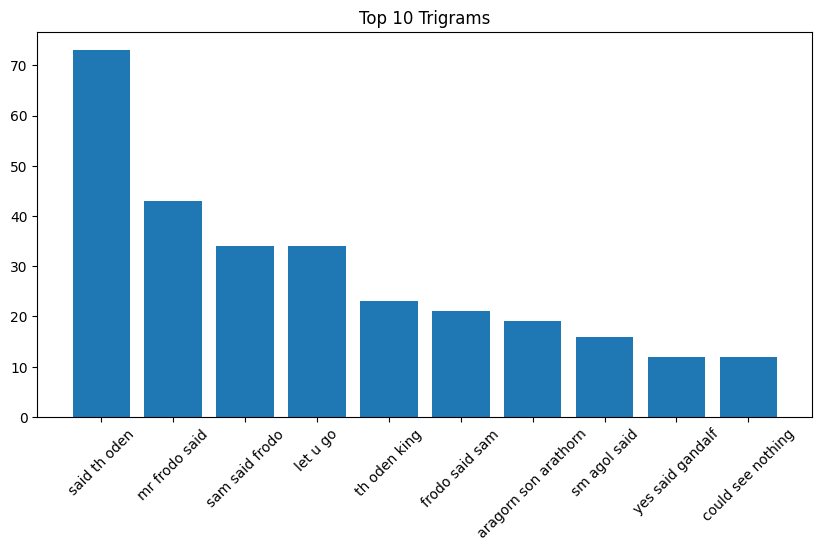 Top 10 Trigrams
70
60
50
40
30
20
10
0
said th oden
mr frodo said
sam said frodo
let u go
th oden king
frodo said sam
aragorn son arathorn
sm agol said
yes said gandalf
could see nothing